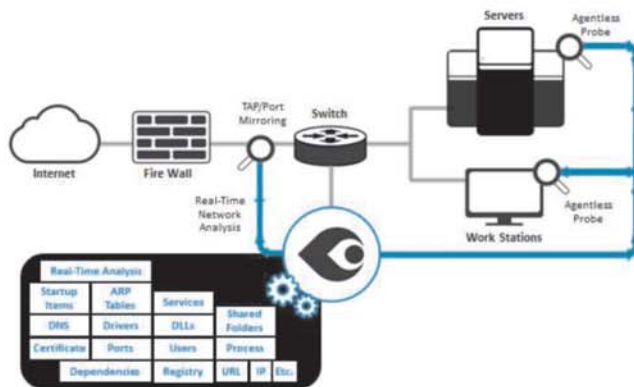 Servers
Agentless
Probe
TAP/Port
Mirroring
Switch
Internet
Fire Wall
Real-Time
Network
Analysis
Agentless
Probe
Work Stations
Real-Time Analysis
Startup
Items
ARP
Tables
Services
Shared
Folders
DNS
Drivers
DLLs
Certificate
Ports
Users
Process
Dependencies
Registry
URL
IP
Etc.